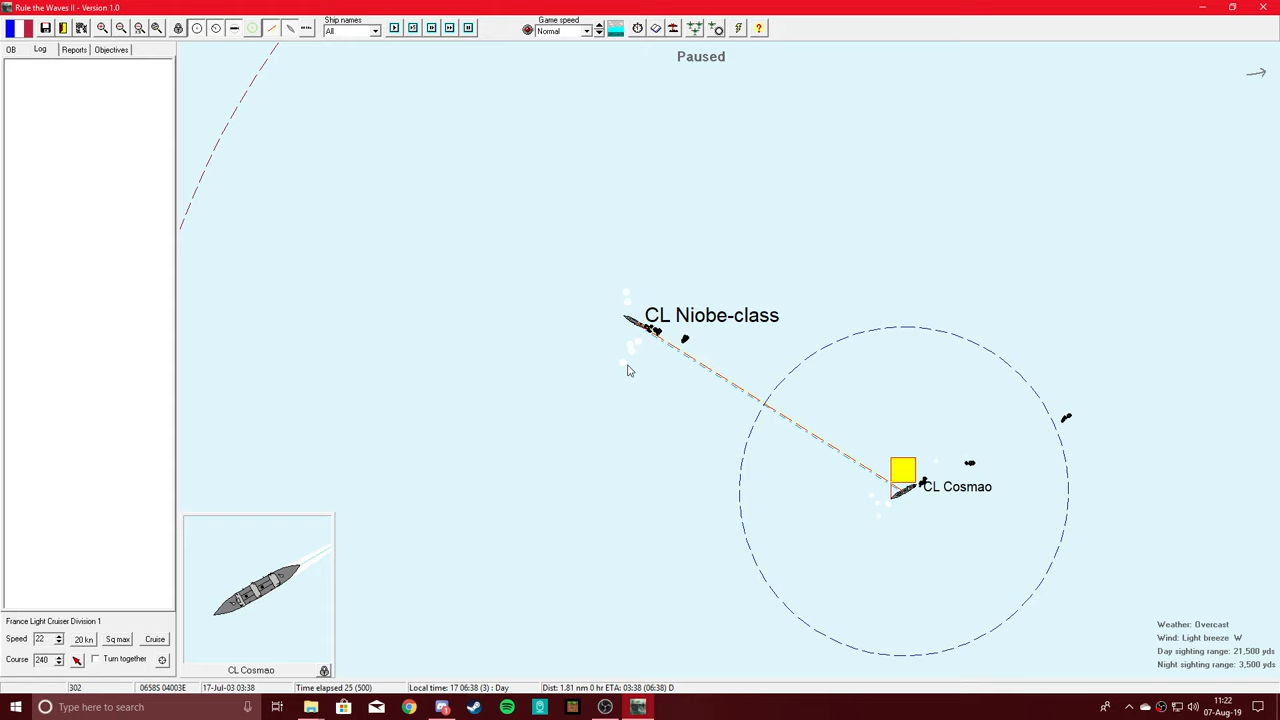 Rule the Waves II - Version 1.0
Ship names
All
Game speed
Normal
OB Log Reports Objectives
Paused
CL Niobe-class
CL Cosmao
CL Cosmao
France Light Cruiser Division 1
Speed 22 20 kn Sq max Cruise
Course 240 Turn together
Weather: Overcast
Wind: Light breeze W
Day sighting range: 21,500 yds
Night sighting range: 3,500 yds
302 0658S 04003E 17-Jul-03 03:38 Time elapsed 25 (500) Local time: 17 06:38 (3) : Day Dist: 1.81 nm 0 hr ETA: 03:38 (06:38) D
Type here to search
11:22
07-Aug-19